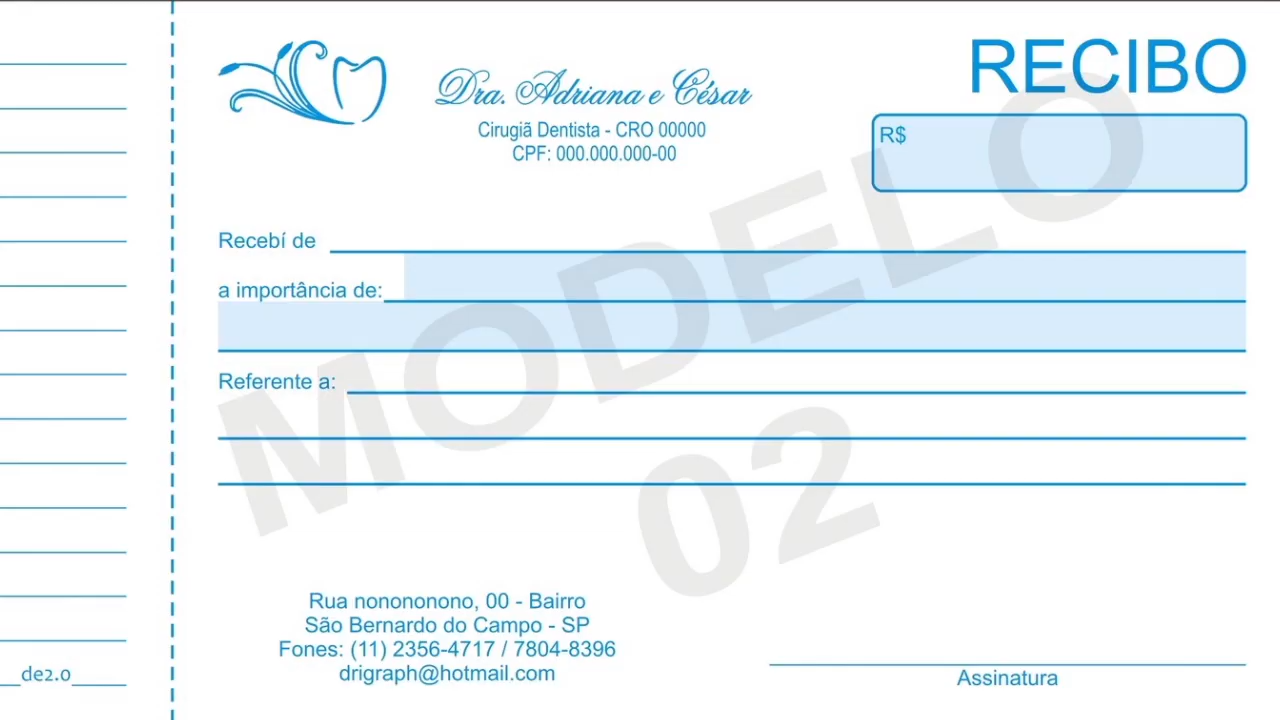 RECIBO
Dra. Adriana e César
Cirugiã Dentista - CRO 00000
CPF: 000.000.000-00
R$
Recebí de
a importância de:
Referente a:
MODELO
02
Rua nonononono, 00 - Bairro
São Bernardo do Campo - SP
Fones: (11) 2356-4717 / 7804-8396
drigraph@hotmail.com
Assinatura
de2.0